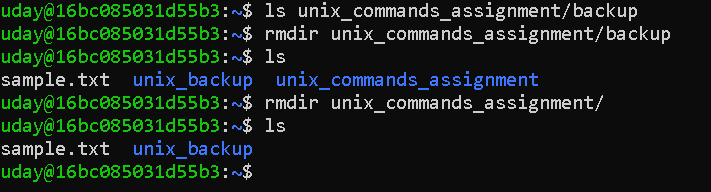 uday@16bc085031d55b3:~$ ls unix_commands_assignment/backup
uday@16bc085031d55b3:~$ rmdir unix_commands_assignment/backup
uday@16bc085031d55b3:~$ ls
sample.txt  unix_backup  unix_commands_assignment
uday@16bc085031d55b3:~$ rmdir unix_commands_assignment/
uday@16bc085031d55b3:~$ ls
sample.txt  unix_backup
uday@16bc085031d55b3:~$